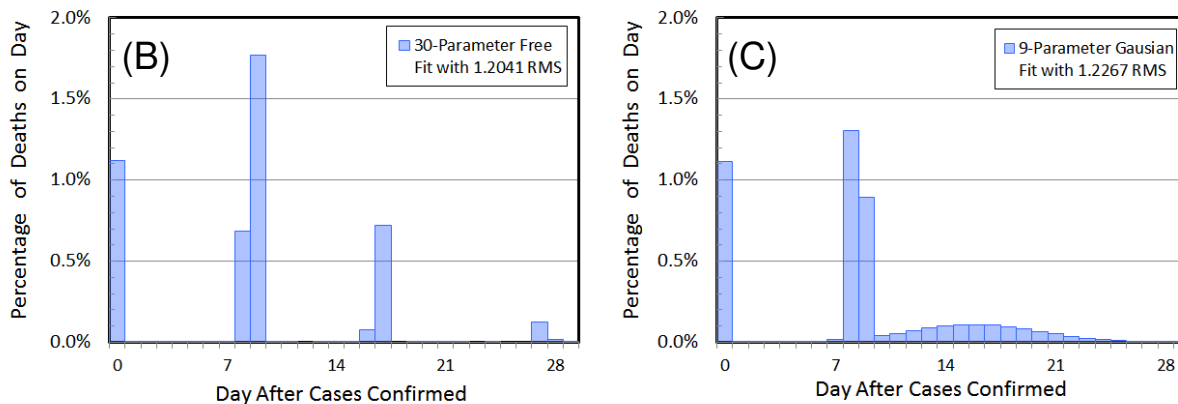 (B)
30-Parameter Free
Fit with 1.2041 RMS
Percentage of Deaths on Day
2.0%
1.5%
1.0%
0.5%
0.0%
0 7 14 21 28
Day After Cases Confirmed
(C)
9-Parameter Gausian
Fit with 1.2267 RMS
Percentage of Deaths on Day
2.0%
1.5%
1.0%
0.5%
0.0%
0 7 14 21 28
Day After Cases Confirmed